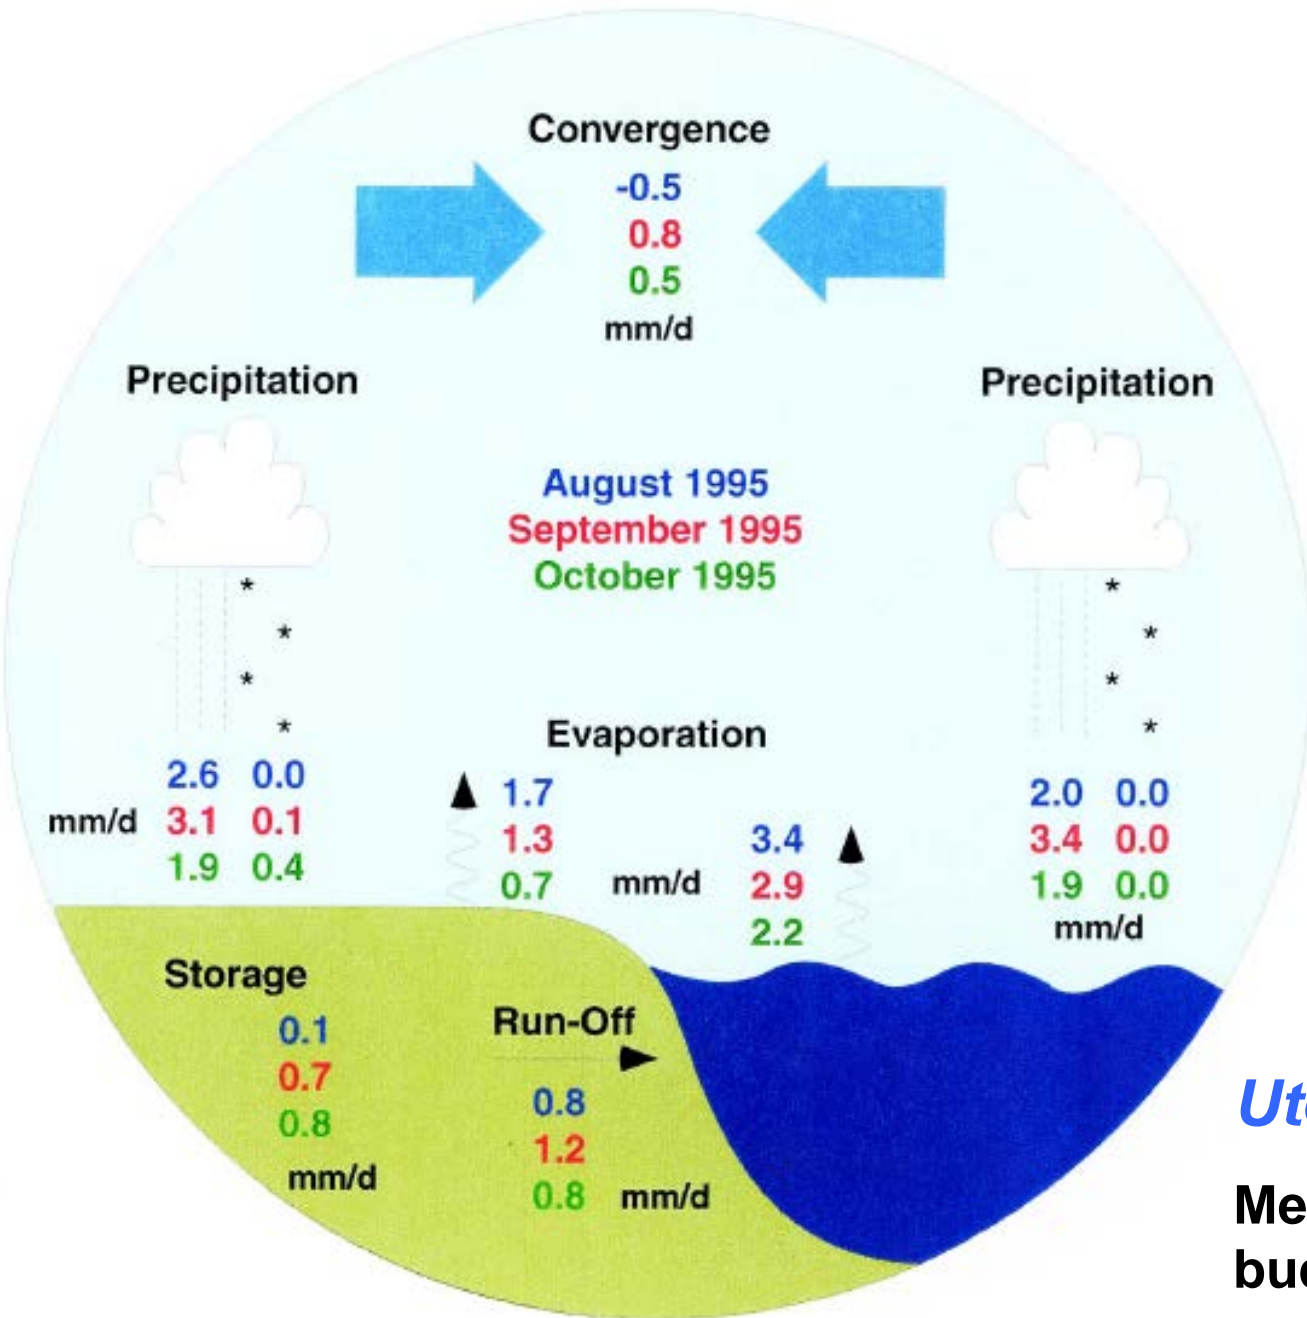 Convergence
-0.5
0.8
0.5
mm/d
Precipitation
Precipitation
August 1995
September 1995
October 1995
*
*
*
*
*
*
*
*
Evaporation
2.6 0.0
mm/d 3.1 0.1
1.9 0.4
1.7
1.3
0.7
mm/d
3.4
2.9
2.2
2.0 0.0
3.4 0.0
1.9 0.0
mm/d
Storage
0.1
0.7
0.8
mm/d
Run-Off
0.8
1.2
0.8 mm/d